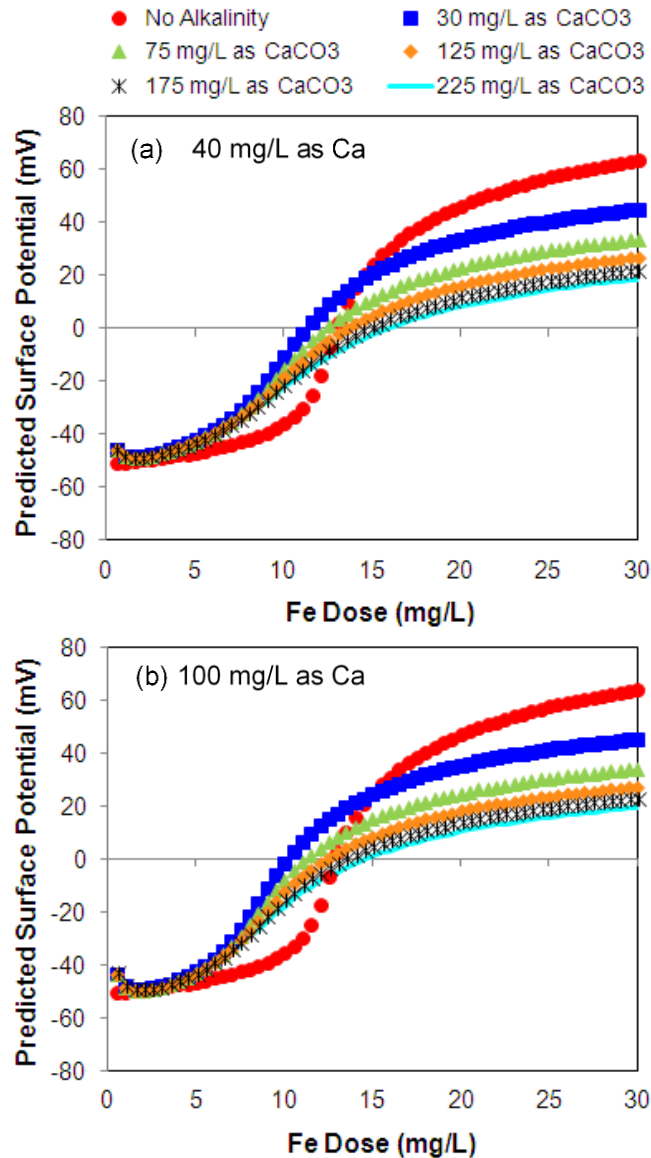 No Alkalinity 30 mg/L as CaCO3
75 mg/L as CaCO3 125 mg/L as CaCO3
175 mg/L as CaCO3 225 mg/L as CaCO3
(a) 40 mg/L as Ca
Predicted Surface Potential (mV)
80
60
40
20
0
-20
-40
-60
-80
0 5 10 15 20 25 30
Fe Dose (mg/L)
(b) 100 mg/L as Ca
Predicted Surface Potential (mV)
80
60
40
20
0
-20
-40
-60
-80
0 5 10 15 20 25 30
Fe Dose (mg/L)